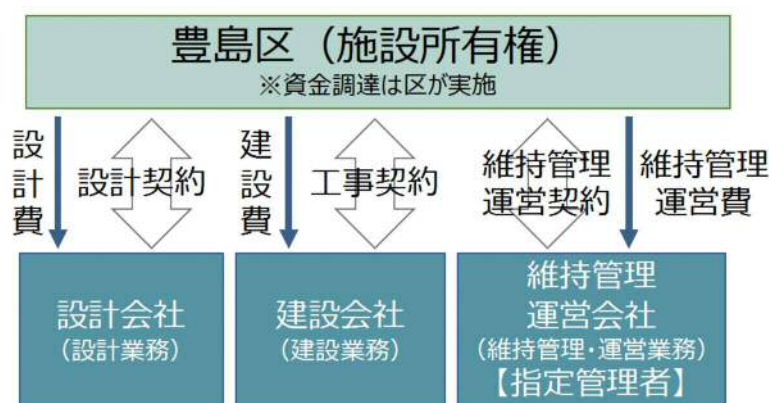 豊島区（施設所有権）
※資金調達は区が実施
設計費
設計契約
建設費
工事契約
維持管理
運営契約
維持管理
運営費
設計会社
（設計業務）
建設会社
（建設業務）
維持管理
運営会社
（維持管理・運営業務）
【指定管理者】